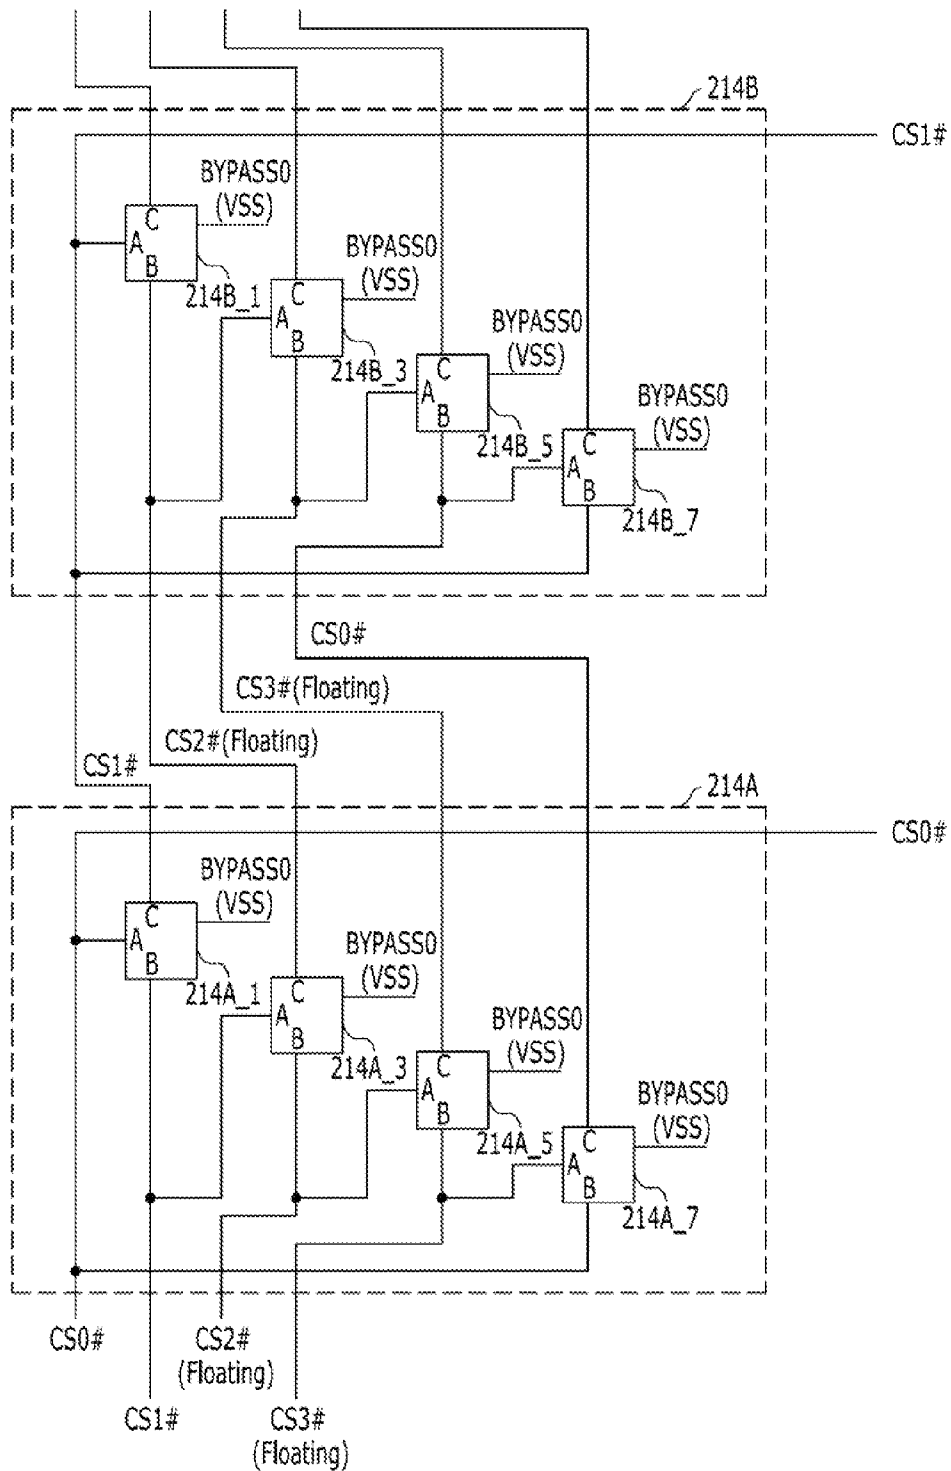 214B
CS1#
BYPASS0
(VSS)
C
A
B
214B_1
BYPASS0
(VSS)
C
A
B
214B_3
BYPASS0
(VSS)
C
A
B
214B_5
BYPASS0
(VSS)
C
A
B
214B_7
CS0#
CS3#(Floating)
CS2#(Floating)
CS1#
214A
CS0#
BYPASS0
(VSS)
C
A
B
214A_1
BYPASS0
(VSS)
C
A
B
214A_3
BYPASS0
(VSS)
C
A
B
214A_5
BYPASS0
(VSS)
C
A
B
214A_7
CS0#
CS2#
(Floating)
CS1#
CS3#
(Floating)